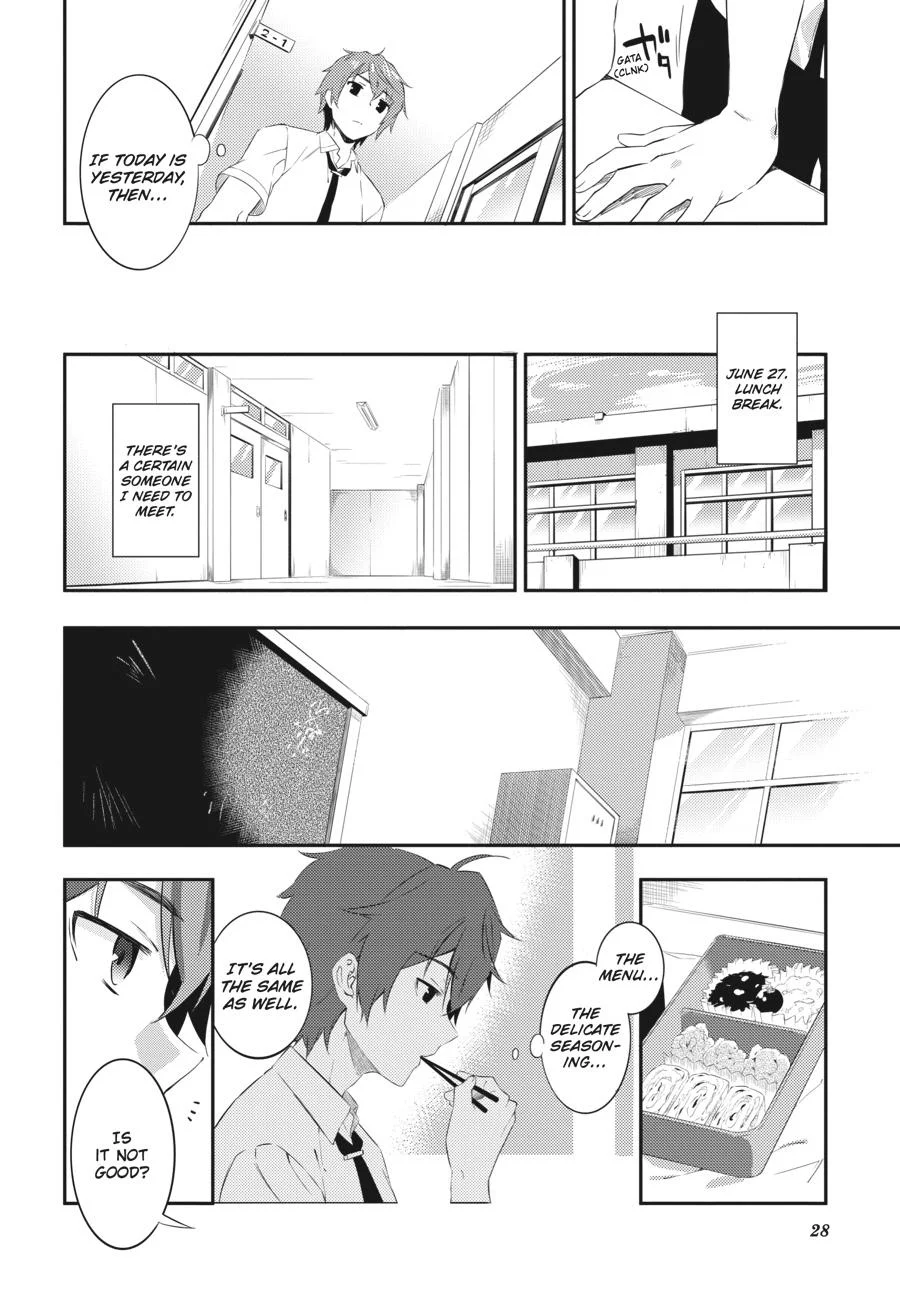 ガタ
GATA
(CLNK)
2-1
IF TODAY IS
YESTERDAY,
THEN...
JUNE 27.
LUNCH
BREAK.
THERE'S
A CERTAIN
SOMEONE
I NEED TO
MEET.
THE
MENU...
THE
DELICATE
SEASON-
ING...
IT'S ALL
THE SAME
AS WELL.
IS
IT NOT
GOOD?
28